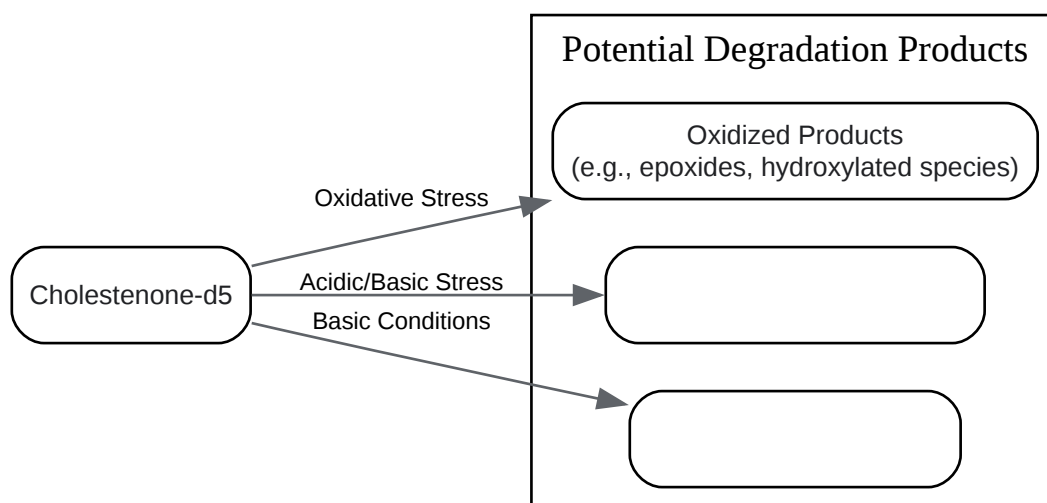 Potential Degradation Products
Oxidized Products
(e.g., epoxides, hydroxylated species)
Oxidative Stress
Cholestenone-d5
Acidic/Basic Stress
Basic Conditions